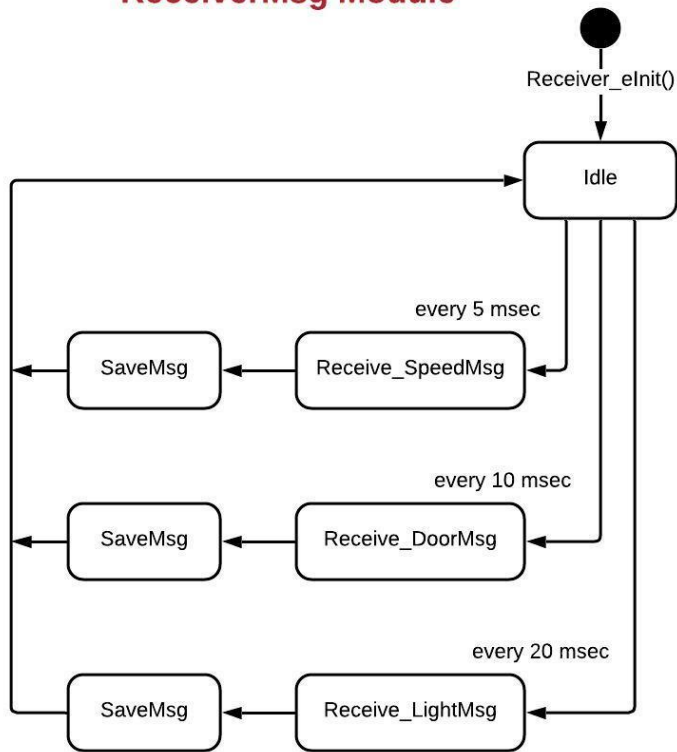 ReceiverMsg Module
Receiver_eInit()
Idle
every 5 msec
SaveMsg
Receive_SpeedMsg
every 10 msec
SaveMsg
Receive_DoorMsg
every 20 msec
SaveMsg
Receive_LightMsg